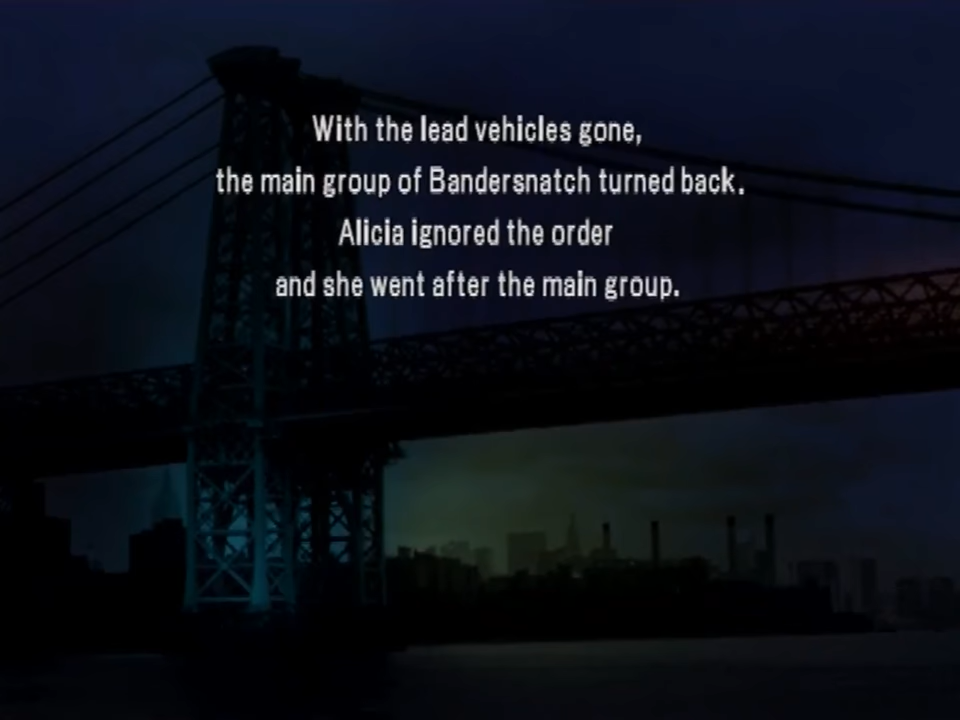 With the lead vehicles gone,
the main group of Bandersnatch turned back.
Alicia ignored the order
and she went after the main group.